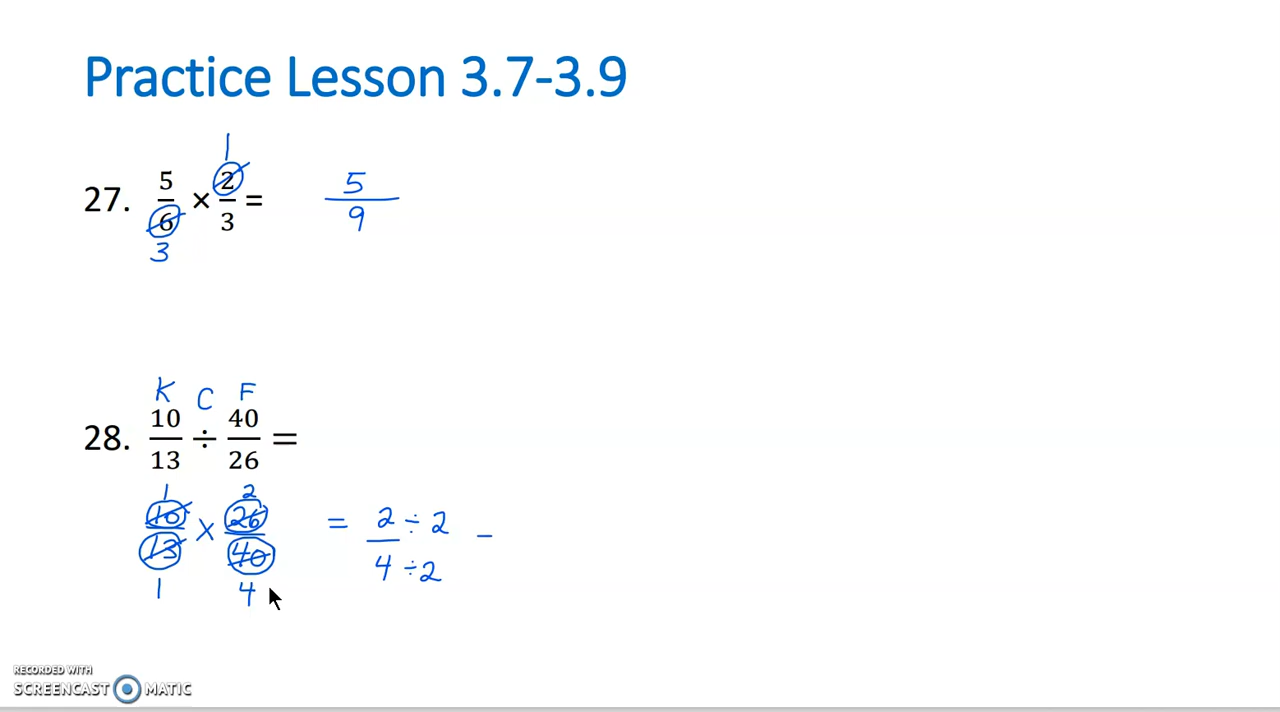 Practice Lesson 3.7-3.9
1
27. 5/6 × 2/3 = 5/9
3
K C F
28. 10/13 ÷ 40/26 =
1 2
10/13 × 26/40 = 2 ÷ 2 / 4 ÷ 2 -
1 4
RECORDED WITH
SCREENCAST MATIC